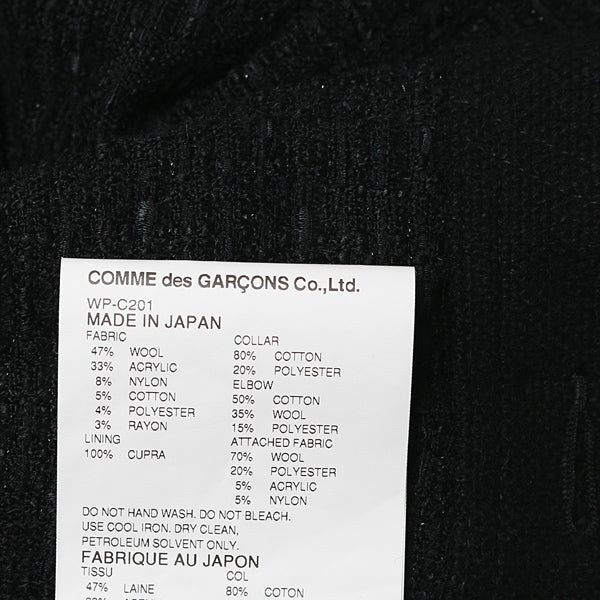 COMME des GARÇONS Co.,Ltd.
WP-C201
MADE IN JAPAN
FABRIC
47% WOOL
33% ACRYLIC
8% NYLON
5% COTTON
4% POLYESTER
3% RAYON
LINING
100% CUPRA
COLLAR
80% COTTON
20% POLYESTER
ELBOW
50% COTTON
35% WOOL
15% POLYESTER
ATTACHED FABRIC
70% WOOL
20% POLYESTER
5% ACRYLIC
5% NYLON
DO NOT HAND WASH. DO NOT BLEACH.
USE COOL IRON. DRY CLEAN,
PETROLEUM SOLVENT ONLY.
FABRIQUE AU JAPON
TISSU
47% LAINE
COL
80% COTON